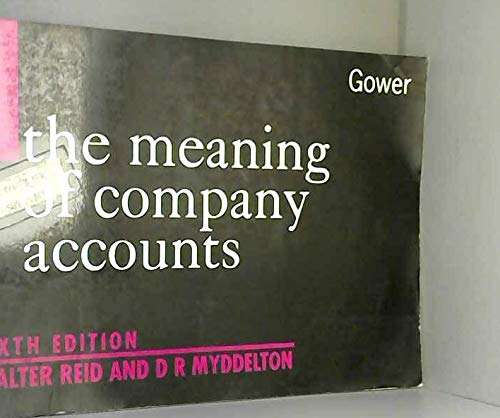 Gower
the meaning
of company
accounts
XTH EDITION
ALTER REID AND D R MYDDELTON